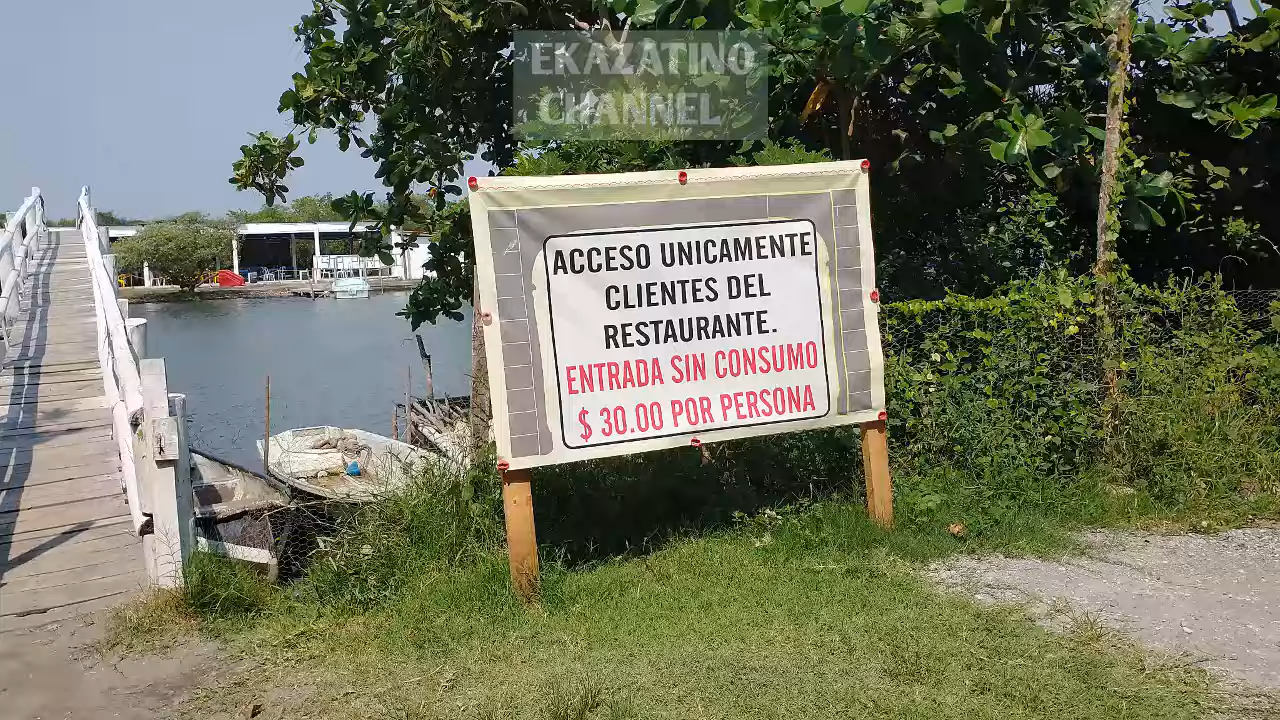 EKAZATINO
CHANNEL
ACCESO UNICAMENTE
CLIENTES DEL
RESTAURANTE.
ENTRADA SIN CONSUMO
$ 30.00 POR PERSONA